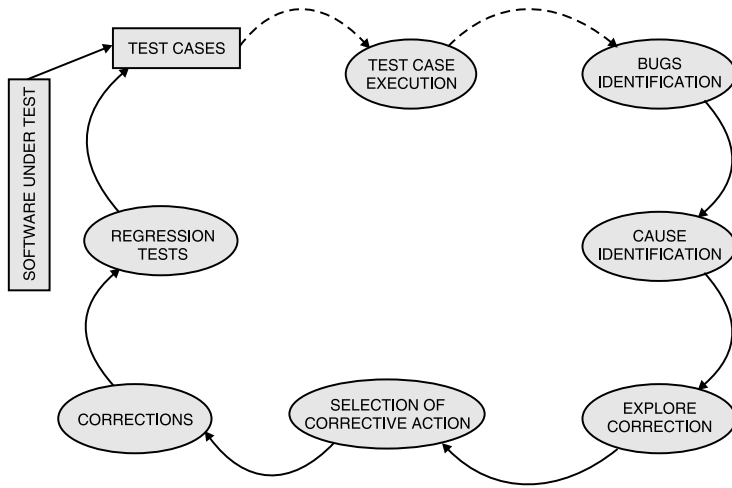 TEST CASES
TEST CASE
EXECUTION
BUGS
IDENTIFICATION
SOFTWARE UNDER TEST
REGRESSION
TESTS
CAUSE
IDENTIFICATION
CORRECTIONS
SELECTION OF
CORRECTIVE ACTION
EXPLORE
CORRECTION